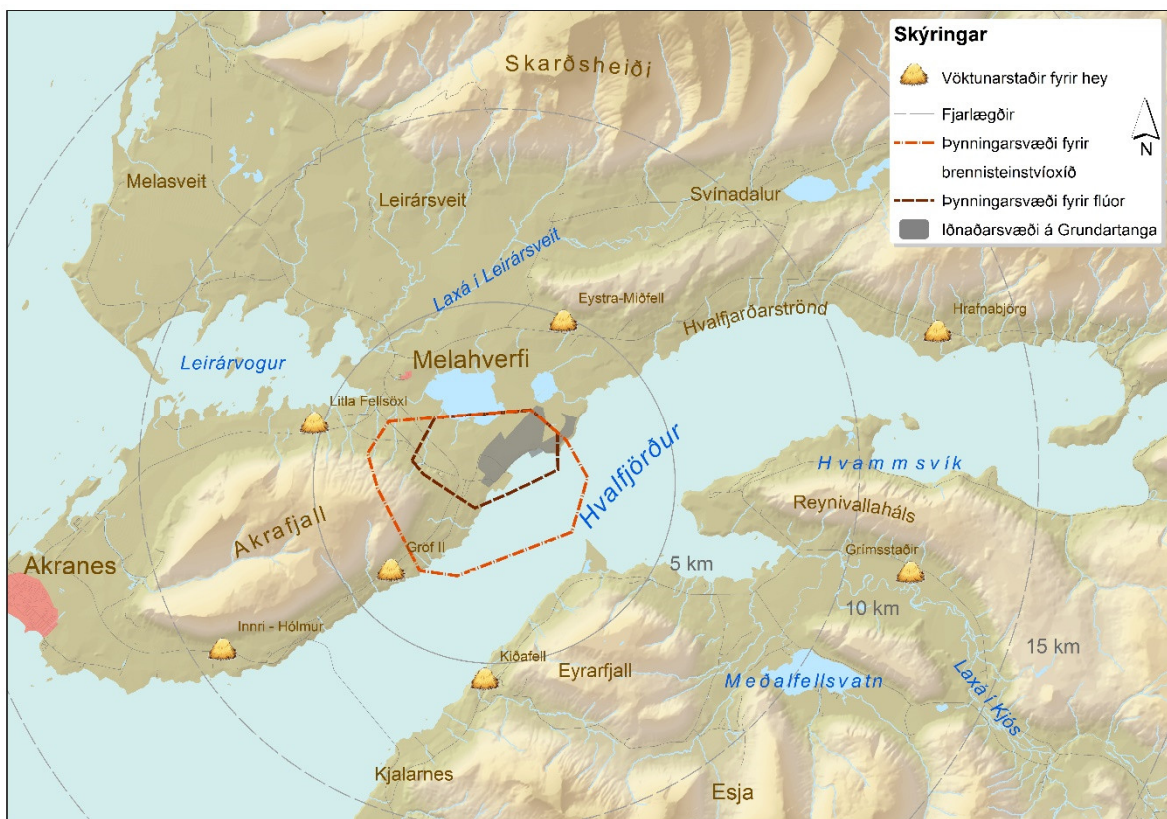 Skýringar
Vöktunarstaðir fyrir hey
Fjarlægðir
Þynningarsvæði fyrir
brennisteinstvíoxíð
Þynningarsvæði fyrir flúor
Iðnaðarsvæði á Grundartanga
N
Skarðsheiði
Melasveit
Leirársveit
Svínadalur
Laxá í Leirársveit
Eystra-Miðfell
Hrafnabjörg
Hvalfjarðarströnd
Leirárvogur
Melahverfi
Litla Fellsöxl
Hvalfjörður
Hvammsvík
Reynivallaháls
Akrafjall
Gröf II
Grímsstaðir
Akranes
5 km
10 km
Innri - Hólmur
15 km
Kiðafell
Eyrarfjall
Meðalfellsvatn
Laxá í Kjós
Kjalarnes
Esja